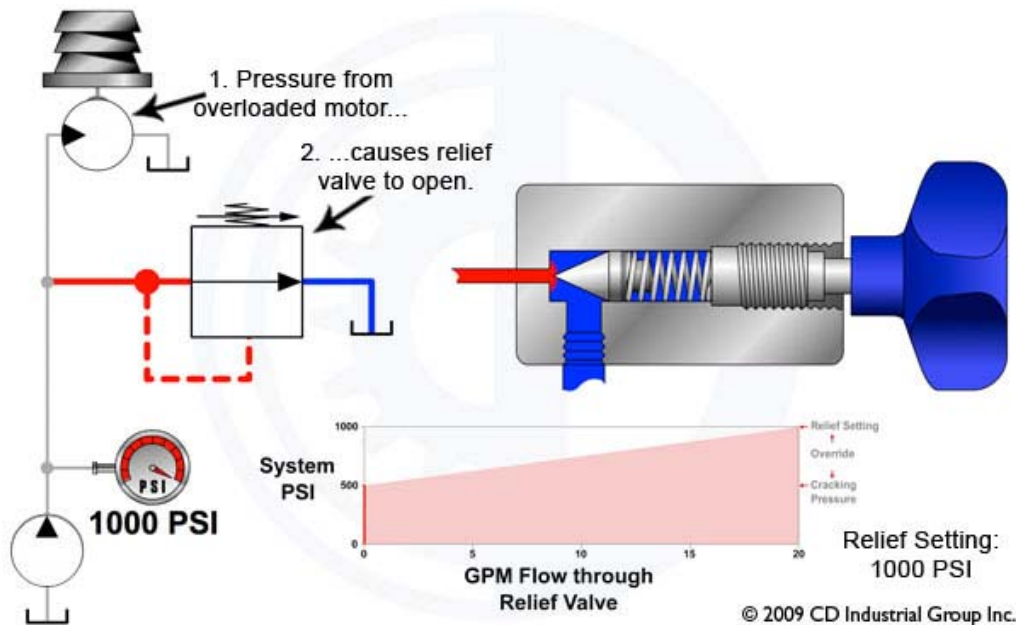 1. Pressure from
overloaded motor...
2. ...causes relief
valve to open.
PSI
1000 PSI
System
PSI
1000
500
0
0
5
10
15
20
Relief Setting
Override
Cracking
Pressure
GPM Flow through
Relief Valve
Relief Setting:
1000 PSI
© 2009 CD Industrial Group Inc.